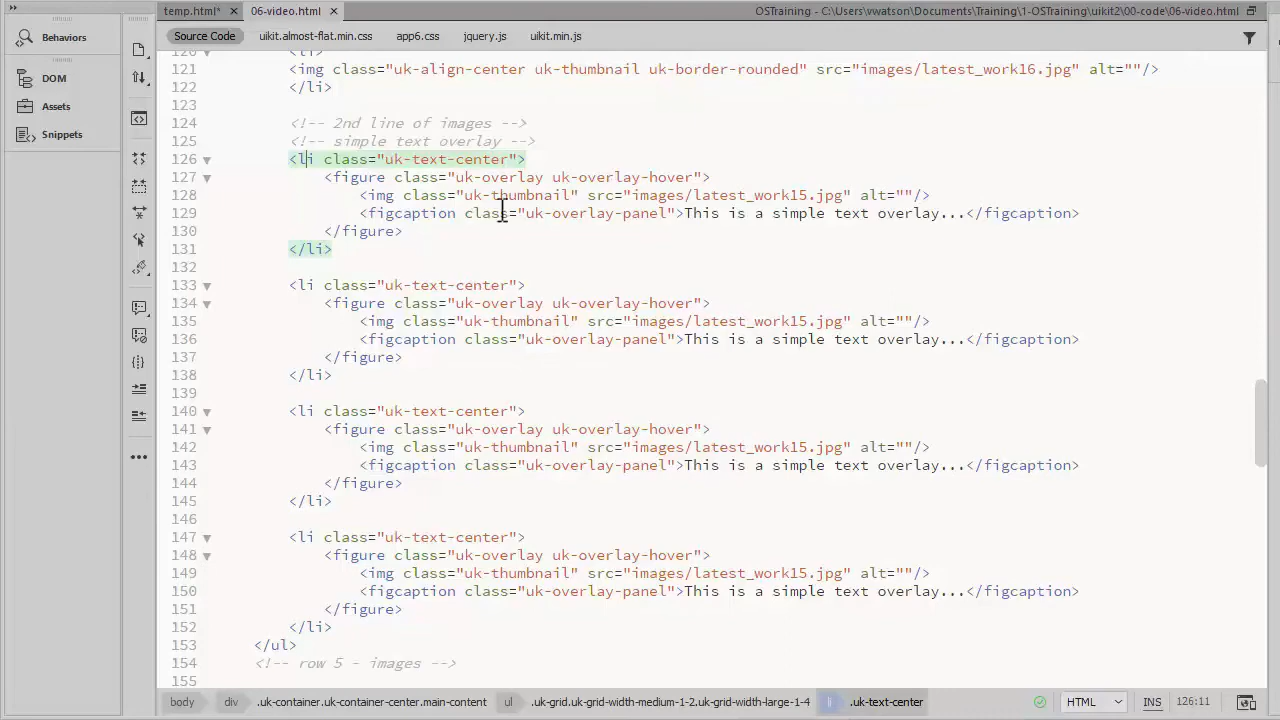 temp.html* × 06-video.html × OSTraining - C:\Users\vwatson\Documents\Training\1-OSTraining\uikit2\00-code\06-video.html
Source Code uikit.almost-flat.min.css app6.css jquery.js uikit.min.js
Behaviors
DOM
Assets
Snippets
120 <li>
121 <img class="uk-align-center uk-thumbnail uk-border-rounded" src="images/latest_work16.jpg" alt=""/>
122 </li>
123
124 <!-- 2nd line of images -->
125 <!-- simple text overlay -->
126 <li class="uk-text-center">
127 <figure class="uk-overlay uk-overlay-hover">
128 <img class="uk-thumbnail" src="images/latest_work15.jpg" alt=""/>
129 <figcaption class="uk-overlay-panel">This is a simple text overlay...</figcaption>
130 </figure>
131 </li>
132
133 <li class="uk-text-center">
134 <figure class="uk-overlay uk-overlay-hover">
135 <img class="uk-thumbnail" src="images/latest_work15.jpg" alt=""/>
136 <figcaption class="uk-overlay-panel">This is a simple text overlay...</figcaption>
137 </figure>
138 </li>
139
140 <li class="uk-text-center">
141 <figure class="uk-overlay uk-overlay-hover">
142 <img class="uk-thumbnail" src="images/latest_work15.jpg" alt=""/>
143 <figcaption class="uk-overlay-panel">This is a simple text overlay...</figcaption>
144 </figure>
145 </li>
146
147 <li class="uk-text-center">
148 <figure class="uk-overlay uk-overlay-hover">
149 <img class="uk-thumbnail" src="images/latest_work15.jpg" alt=""/>
150 <figcaption class="uk-overlay-panel">This is a simple text overlay...</figcaption>
151 </figure>
152 </li>
153 </ul>
154 <!-- row 5 - images -->
155
body div .uk-container.uk-container-center.main-content ul .uk-grid.uk-grid-width-medium-1-2.uk-grid-width-large-1-4 li .uk-text-center HTML INS 126:11